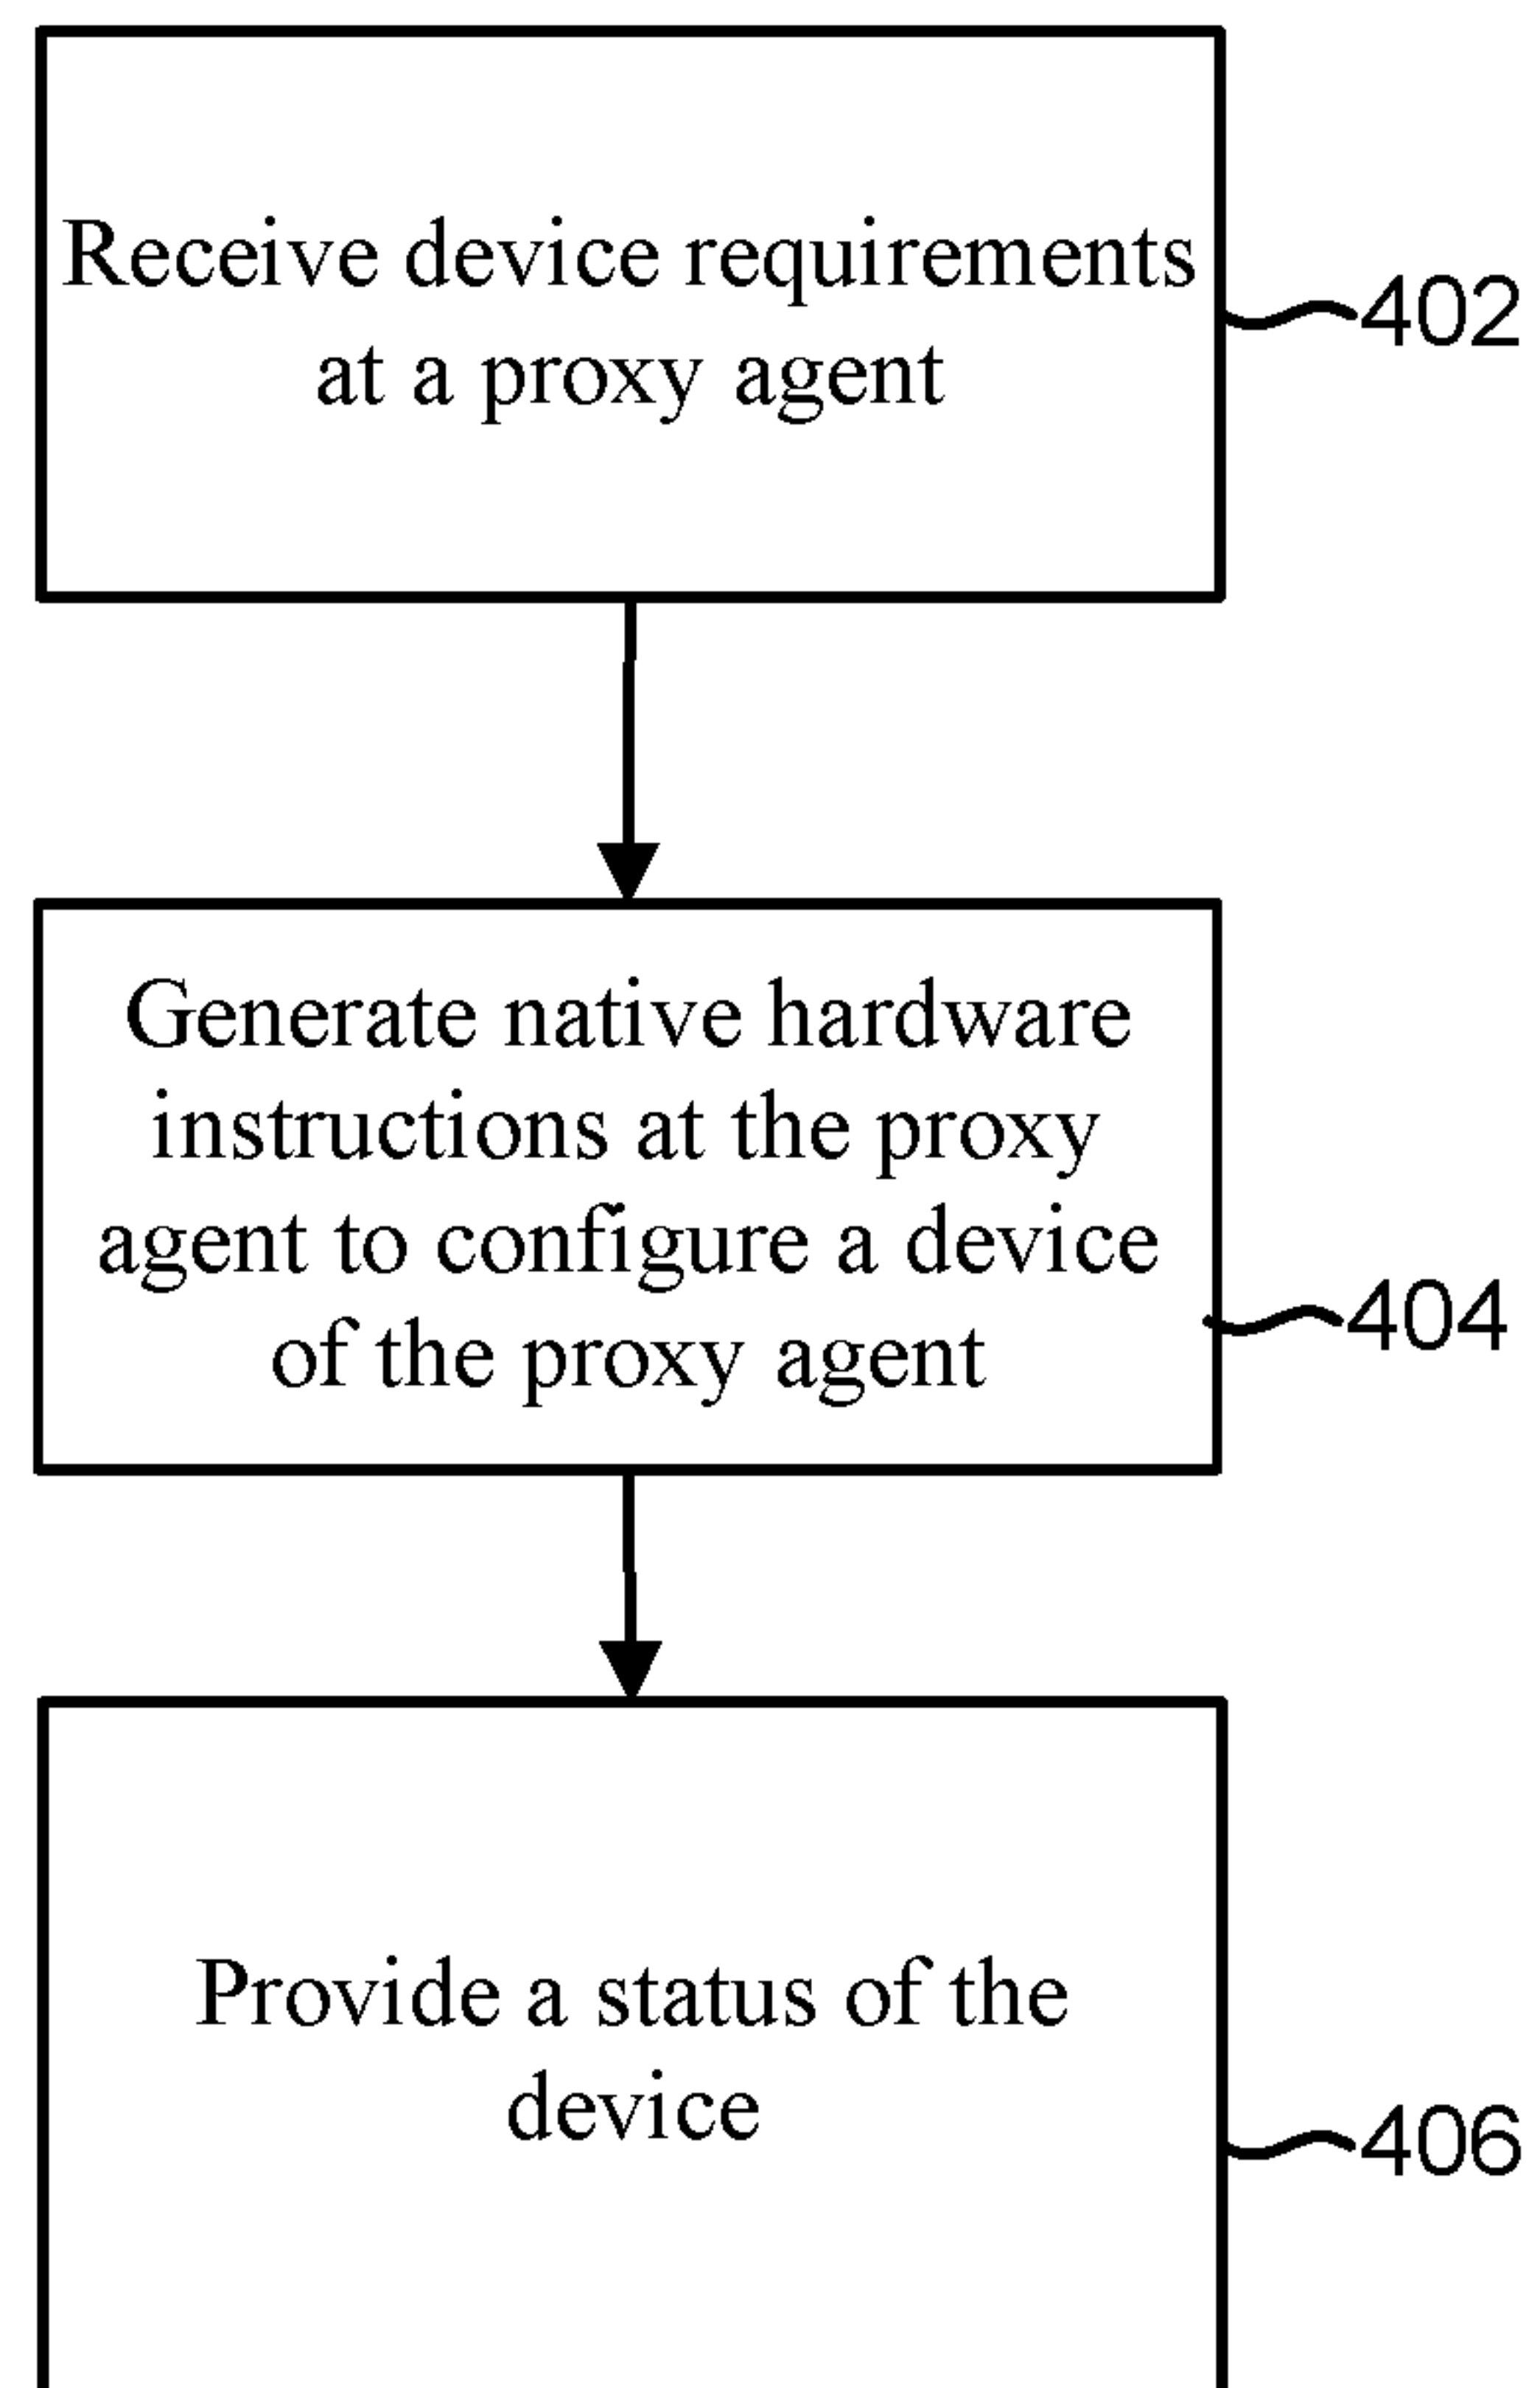 Receive device requirements
at a proxy agent
402
Generate native hardware
instructions at the proxy
agent to configure a device
of the proxy agent
404
Provide a status of the
device
406